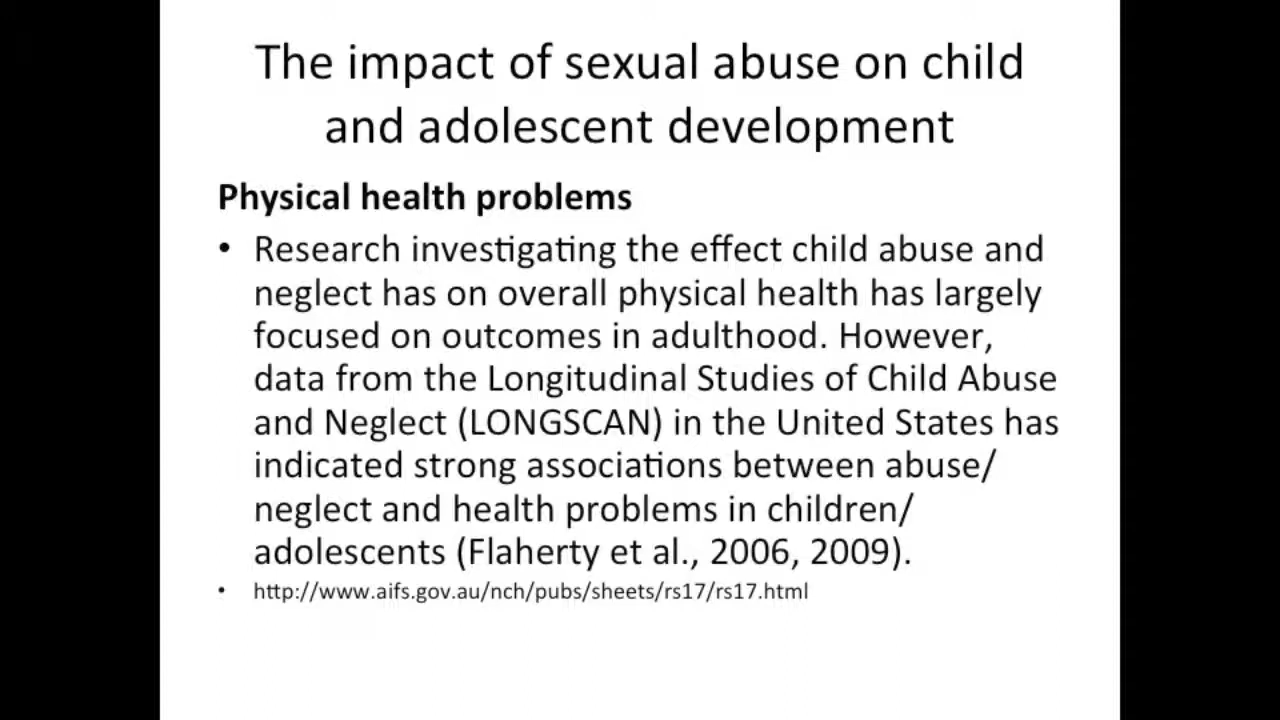 The impact of sexual abuse on child
and adolescent development
Physical health problems
• Research investigating the effect child abuse and
neglect has on overall physical health has largely
focused on outcomes in adulthood. However,
data from the Longitudinal Studies of Child Abuse
and Neglect (LONGSCAN) in the United States has
indicated strong associations between abuse/
neglect and health problems in children/
adolescents (Flaherty et al., 2006, 2009).
• http://www.aifs.gov.au/nch/pubs/sheets/rs17/rs17.html